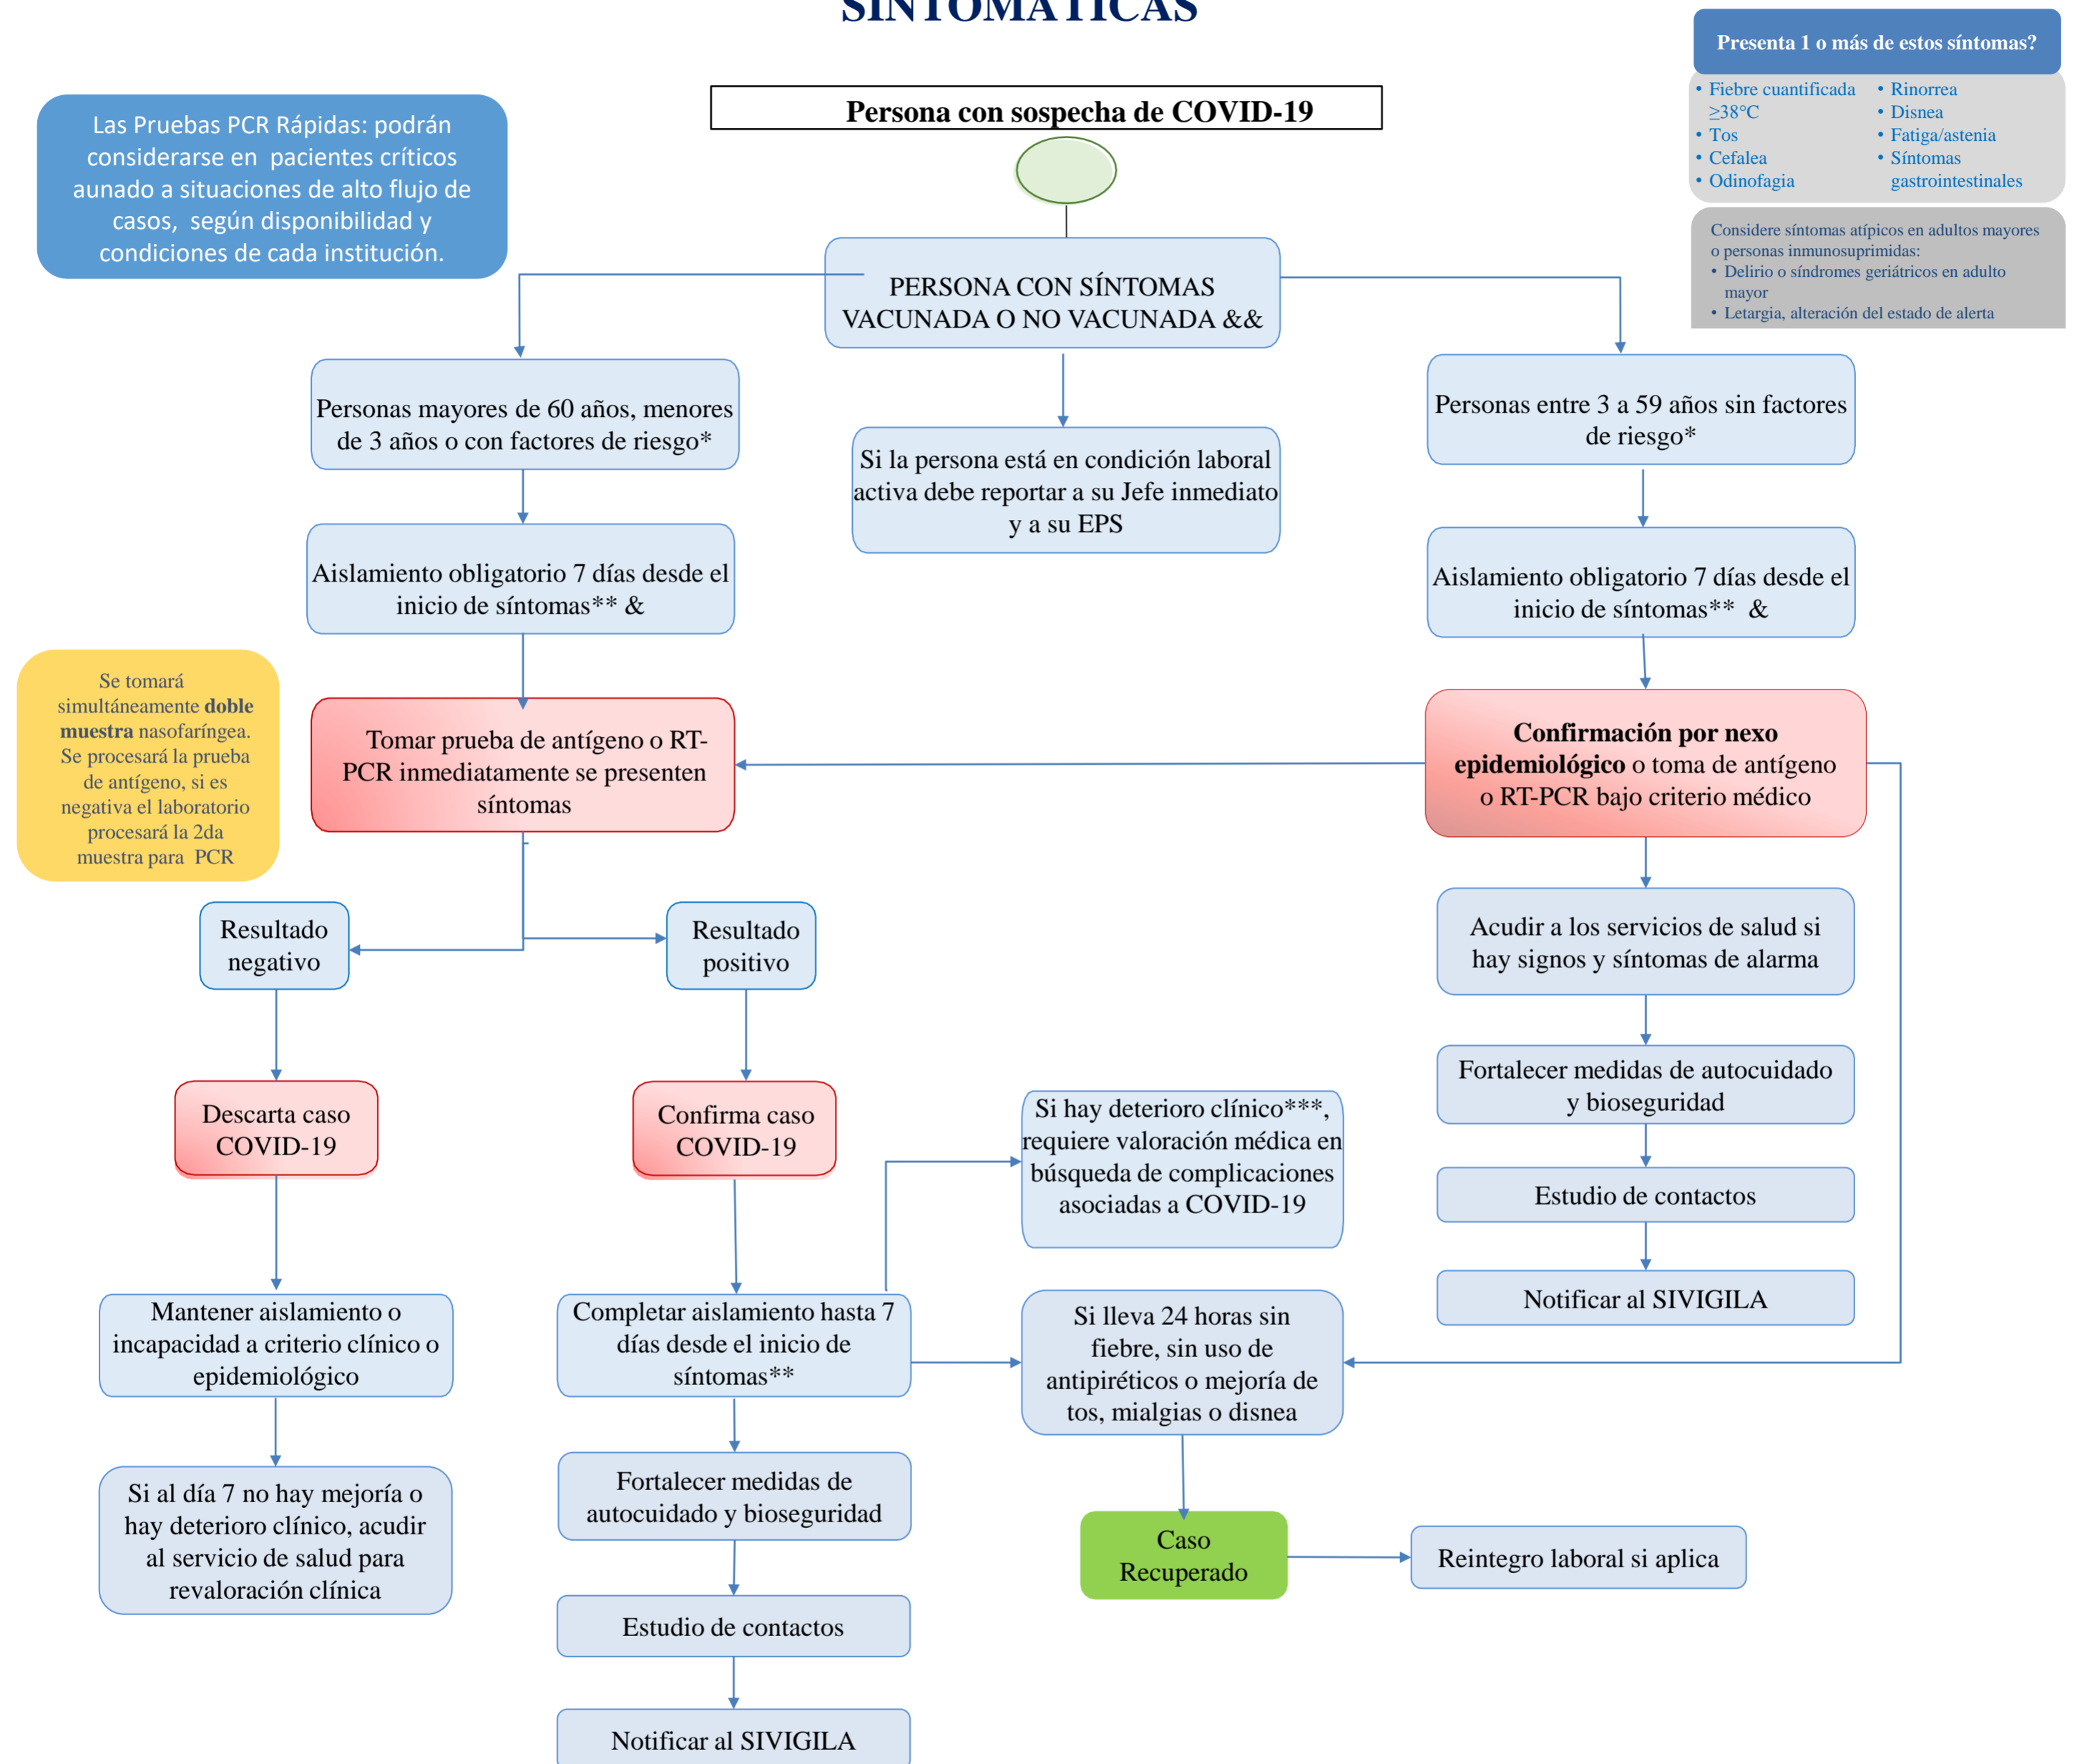 SINTOMÁTICAS
Presenta 1 o más de estos síntomas?
• Fiebre cuantificada
≥38°C
• Tos
• Cefalea
• Odinofagia
• Rinorrea
• Disnea
• Fatiga/astenia
• Síntomas
gastrointestinales
Considere síntomas atípicos en adultos mayores
o personas inmunosuprimidas:
• Delirio o síndromes geriátricos en adulto
mayor
• Letargia, alteración del estado de alerta
Las Pruebas PCR Rápidas: podrán
considerarse en pacientes críticos
aunado a situaciones de alto flujo de
casos, según disponibilidad y
condiciones de cada institución.
Persona con sospecha de COVID-19
PERSONA CON SÍNTOMAS
VACUNADA O NO VACUNADA &&
Personas mayores de 60 años, menores
de 3 años o con factores de riesgo*
Si la persona está en condición laboral
activa debe reportar a su Jefe inmediato
y a su EPS
Personas entre 3 a 59 años sin factores
de riesgo*
Aislamiento obligatorio 7 días desde el
inicio de síntomas** &
Aislamiento obligatorio 7 días desde el
inicio de síntomas** &
Se tomará
simultáneamente doble
muestra nasofaríngea.
Se procesará la prueba
de antígeno, si es
negativa el laboratorio
procesará la 2da
muestra para PCR
Tomar prueba de antígeno o RT-
PCR inmediatamente se presenten
síntomas
Confirmación por nexo
epidemiológico o toma de antígeno
o RT-PCR bajo criterio médico
Resultado
negativo
Resultado
positivo
Acudir a los servicios de salud si
hay signos y síntomas de alarma
Descarta caso
COVID-19
Confirma caso
COVID-19
Si hay deterioro clínico***,
requiere valoración médica en
búsqueda de complicaciones
asociadas a COVID-19
Fortalecer medidas de autocuidado
y bioseguridad
Estudio de contactos
Notificar al SIVIGILA
Mantener aislamiento o
incapacidad a criterio clínico o
epidemiológico
Completar aislamiento hasta 7
días desde el inicio de
síntomas**
Si lleva 24 horas sin
fiebre, sin uso de
antipiréticos o mejoría de
tos, mialgias o disnea
Si al día 7 no hay mejoría o
hay deterioro clínico, acudir
al servicio de salud para
revaloración clínica
Fortalecer medidas de
autocuidado y bioseguridad
Caso
Recuperado
Reintegro laboral si aplica
Estudio de contactos
Notificar al SIVIGILA